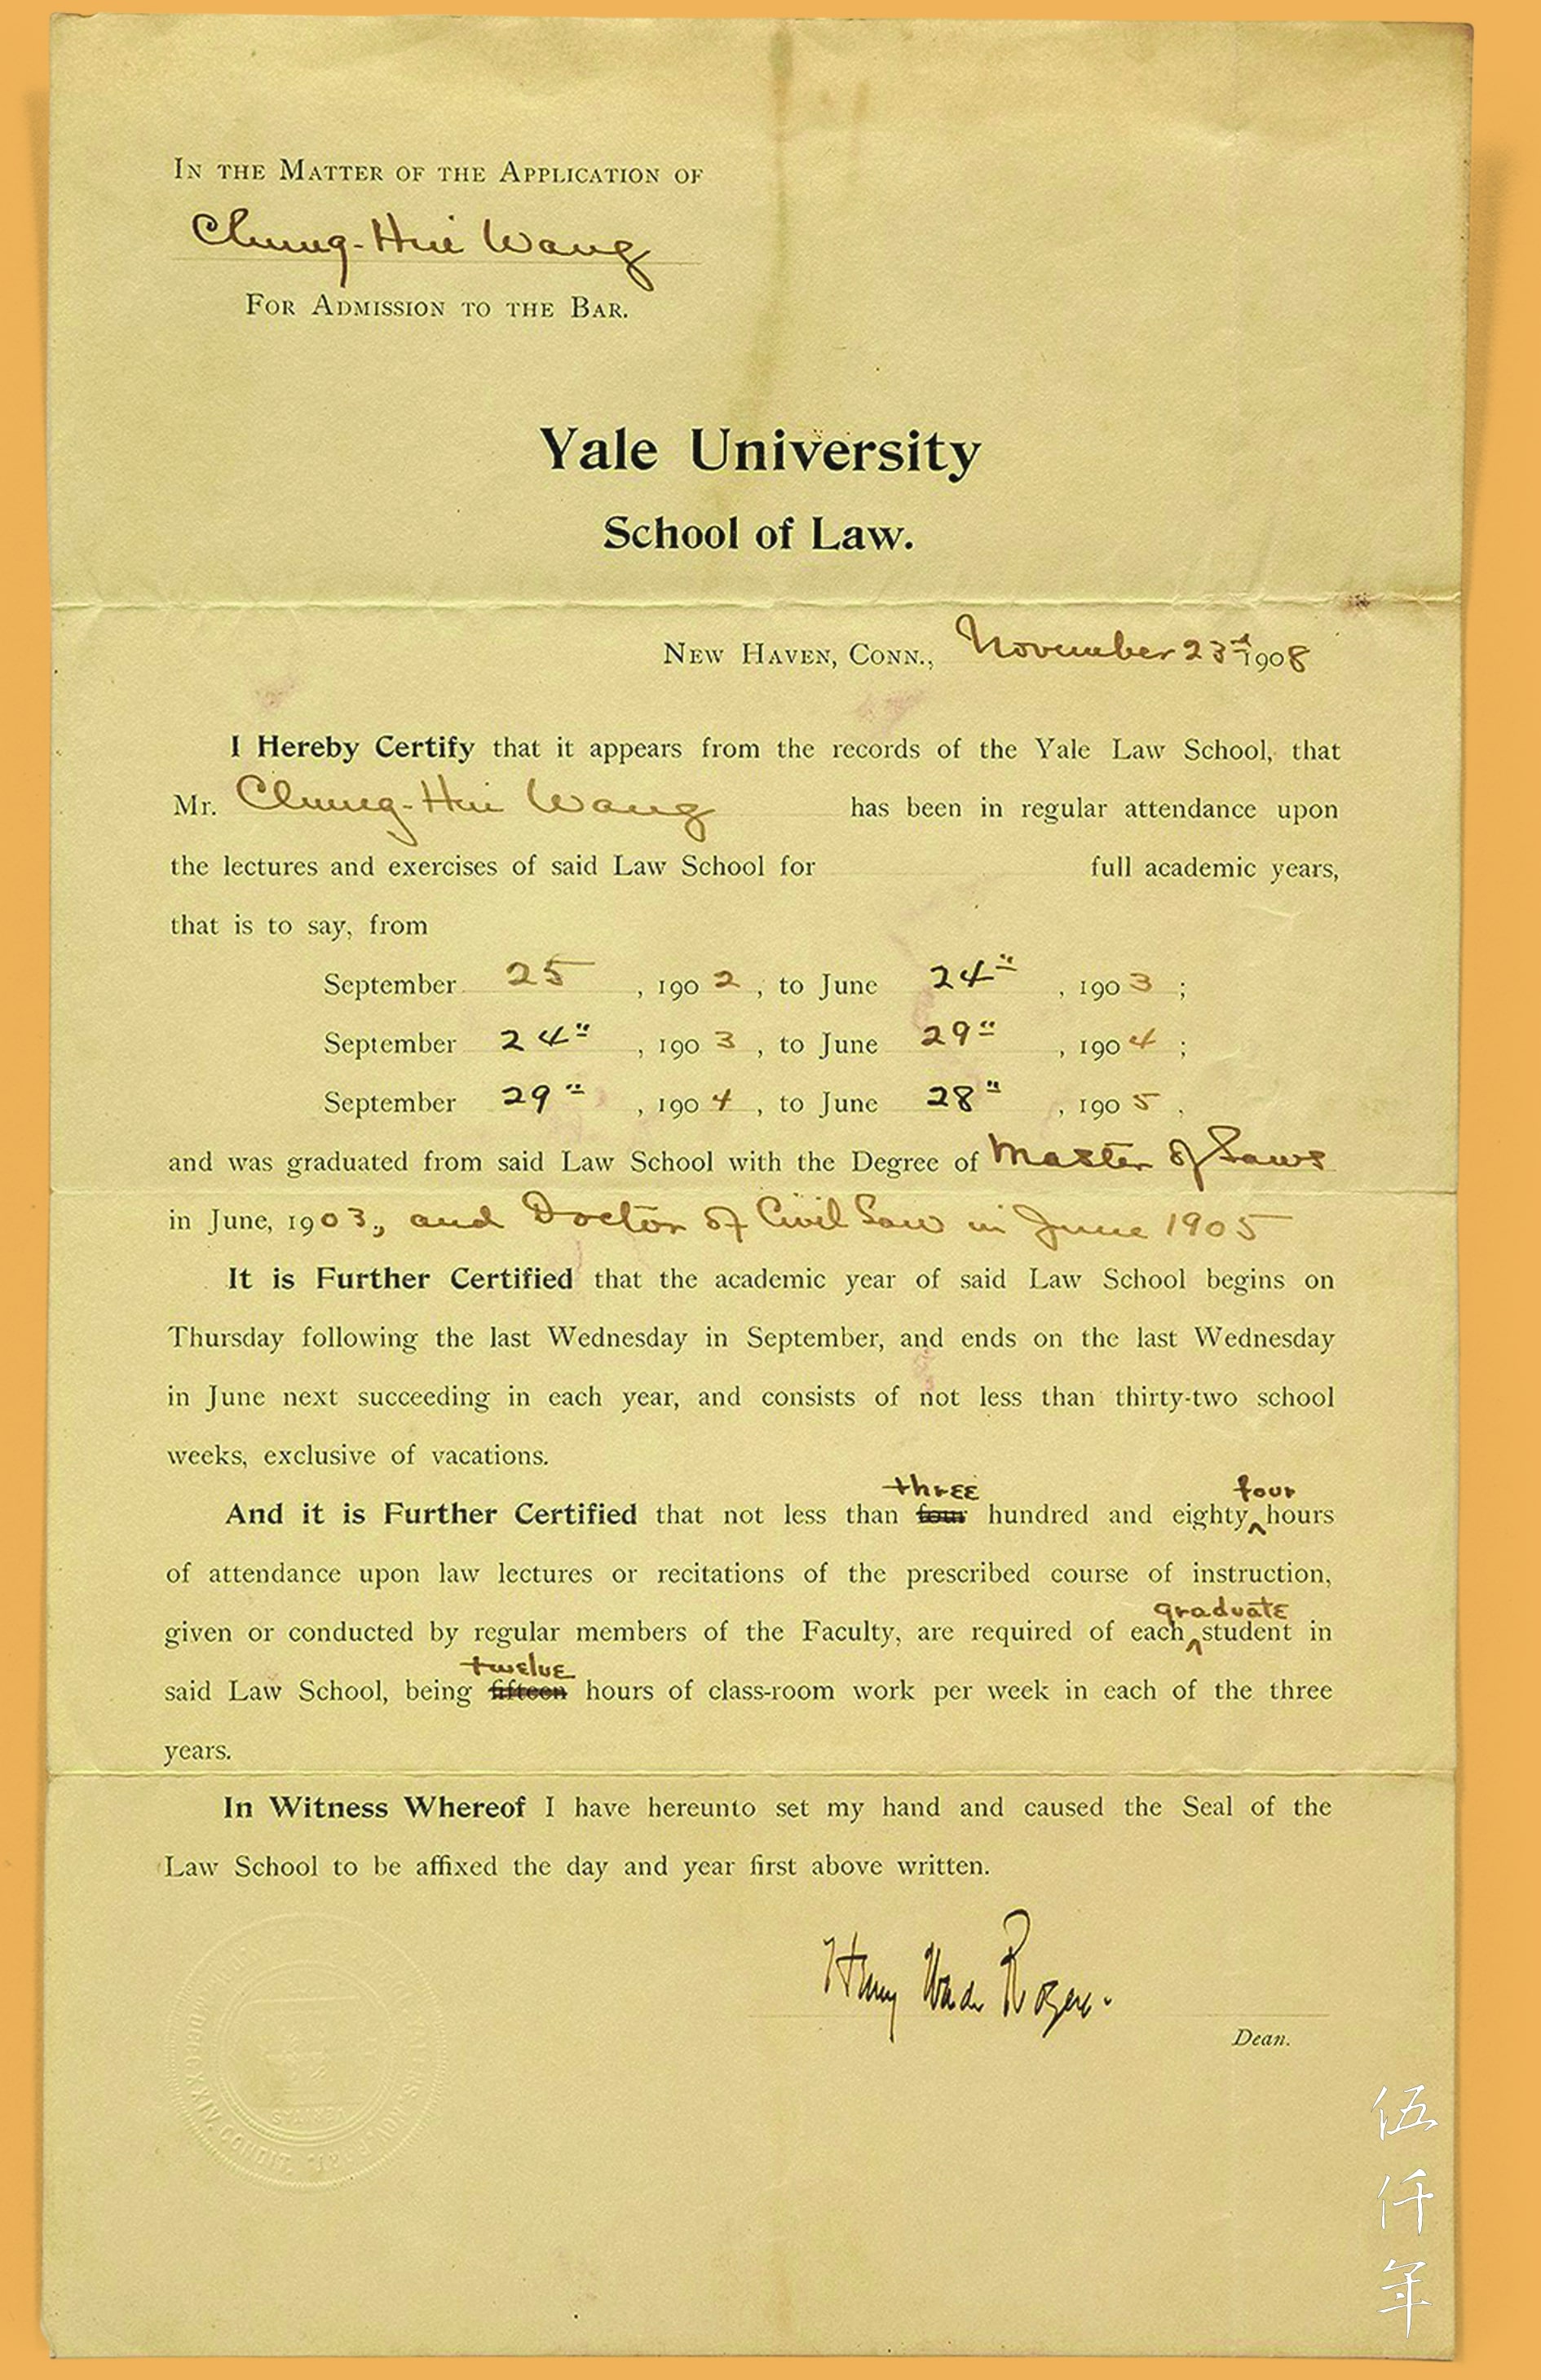 IN THE MATTER OF THE APPLICATION OF
Chung-Hui Wang
FOR ADMISSION TO THE BAR.
Yale University
School of Law.
NEW HAVEN, CONN., November 23d 1908
I Hereby Certify that it appears from the records of the Yale Law School, that
Mr. Chung-Hui Wang has been in regular attendance upon
the lectures and exercises of said Law School for full academic years,
that is to say, from
September 25, 1902, to June 24", 1903;
September 24", 1903, to June 29", 1904;
September 29", 1904, to June 28", 1905.
and was graduated from said Law School with the Degree of Master of Laws
in June, 1903., and Doctor of Civil Law in June 1905
It is Further Certified that the academic year of said Law School begins on
Thursday following the last Wednesday in September, and ends on the last Wednesday
in June next succeeding in each year, and consists of not less than thirty-two school
weeks, exclusive of vacations.
three four
And it is Further Certified that not less than four hundred and eighty hours
of attendance upon law lectures or recitations of the prescribed course of instruction,
graduate
given or conducted by regular members of the Faculty, are required of each student in
twelve
said Law School, being fifteen hours of class-room work per week in each of the three
years.
In Witness Whereof I have hereunto set my hand and caused the Seal of the
Law School to be affixed the day and year first above written.
Henry Wade Rogers.
Dean.
伍仟年